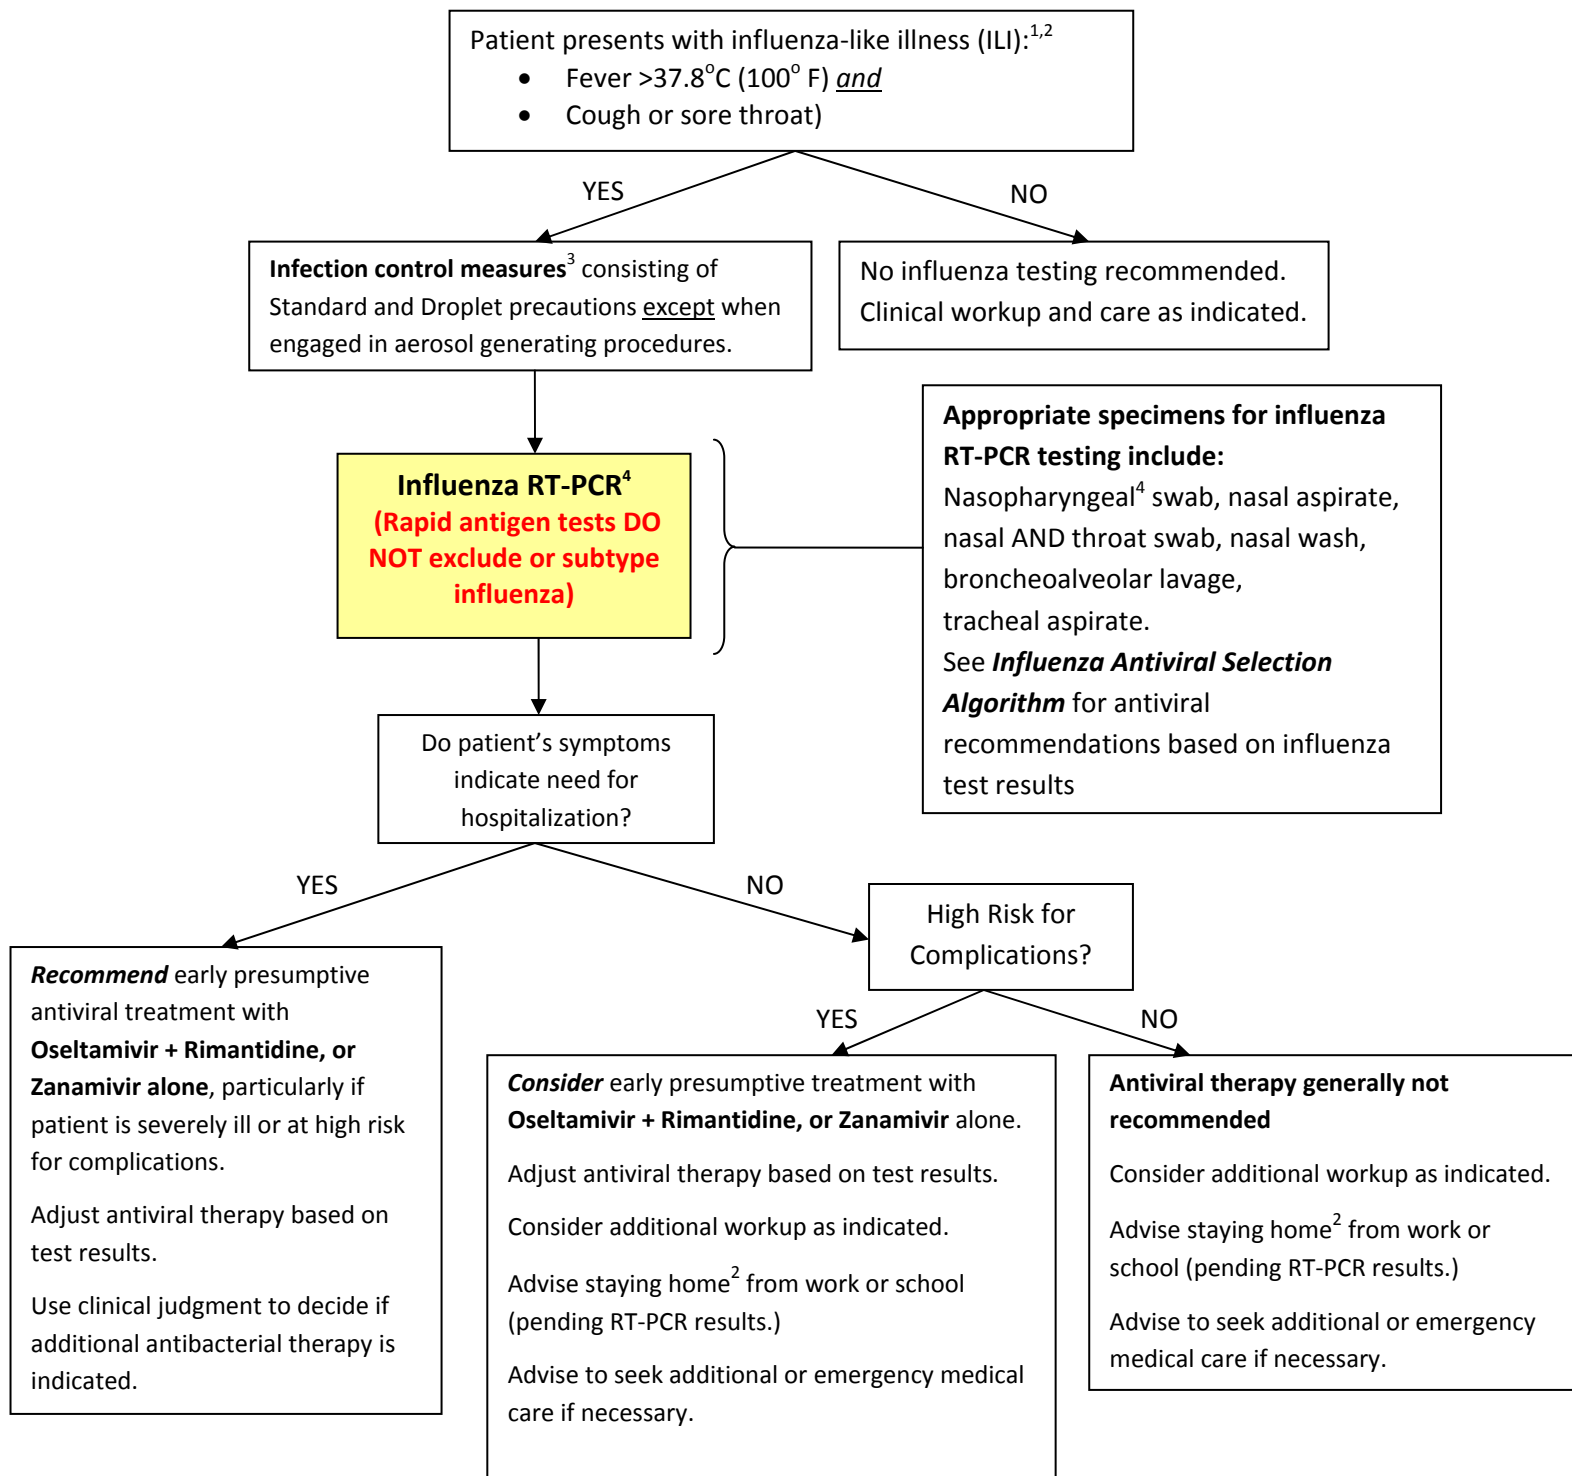 Patient presents with influenza-like illness (ILI):1,2
• Fever >37.8oC (100o F) and
• Cough or sore throat)
YES
NO
Infection control measures3 consisting of
Standard and Droplet precautions except when
engaged in aerosol generating procedures.
No influenza testing recommended.
Clinical workup and care as indicated.
Influenza RT-PCR4
(Rapid antigen tests DO
NOT exclude or subtype
influenza)
Appropriate specimens for influenza
RT-PCR testing include:
Nasopharyngeal4 swab, nasal aspirate,
nasal AND throat swab, nasal wash,
broncheoalveolar lavage,
tracheal aspirate.
See Influenza Antiviral Selection
Algorithm for antiviral
recommendations based on influenza
test results
Do patient’s symptoms
indicate need for
hospitalization?
YES
NO
High Risk for
Complications?
YES
NO
Recommend early presumptive
antiviral treatment with
Oseltamivir + Rimantidine, or
Zanamivir alone, particularly if
patient is severely ill or at high risk
for complications.
Adjust antiviral therapy based on
test results.
Use clinical judgment to decide if
additional antibacterial therapy is
indicated.
Consider early presumptive treatment with
Oseltamivir + Rimantidine, or Zanamivir alone.
Adjust antiviral therapy based on test results.
Consider additional workup as indicated.
Advise staying home2 from work or school
(pending RT-PCR results.)
Advise to seek additional or emergency medical
care if necessary.
Antiviral therapy generally not
recommended
Consider additional workup as indicated.
Advise staying home2 from work or
school (pending RT-PCR results.)
Advise to seek additional or emergency
medical care if necessary.